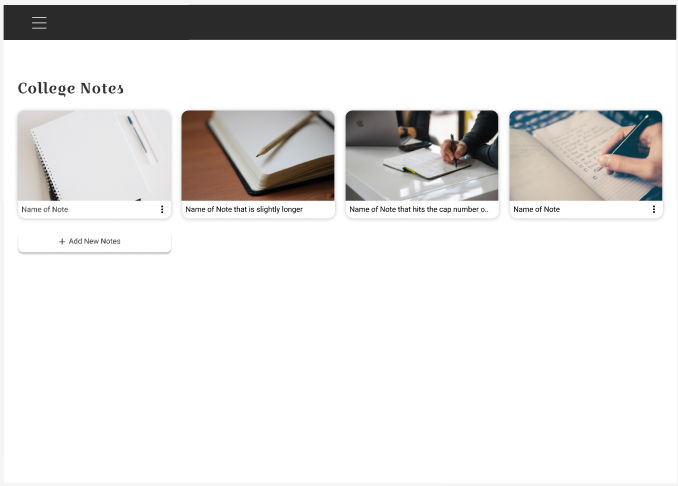 College Notes
Name of Note
Name of Note that is slightly longer
Name of Note that hits the cap number o..
Name of Note
+ Add New Notes